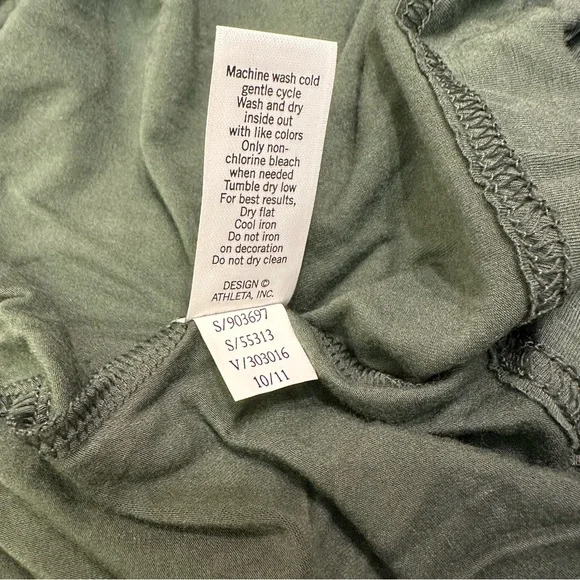 Machine wash cold
gentle cycle
Wash and dry
inside out
with like colors
Only non-
chlorine bleach
when needed
Tumble dry low
For best results,
Dry flat
Cool iron
Do not iron
on decoration
Do not dry clean
DESIGN ©
ATHLETA, INC.
S/903697
S/55313
V/303016
10/11